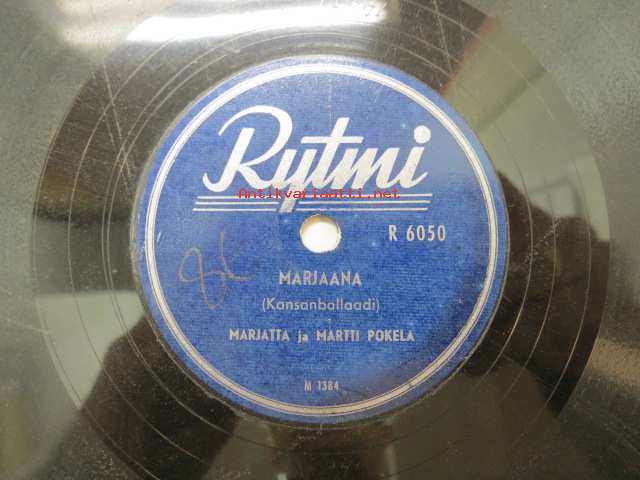 Rytmi
Antikvariaatti.net
R 6050
MARJAANA
(Kansanballaadi)
MARJATTA ja MARTTI POKELA
M 1384